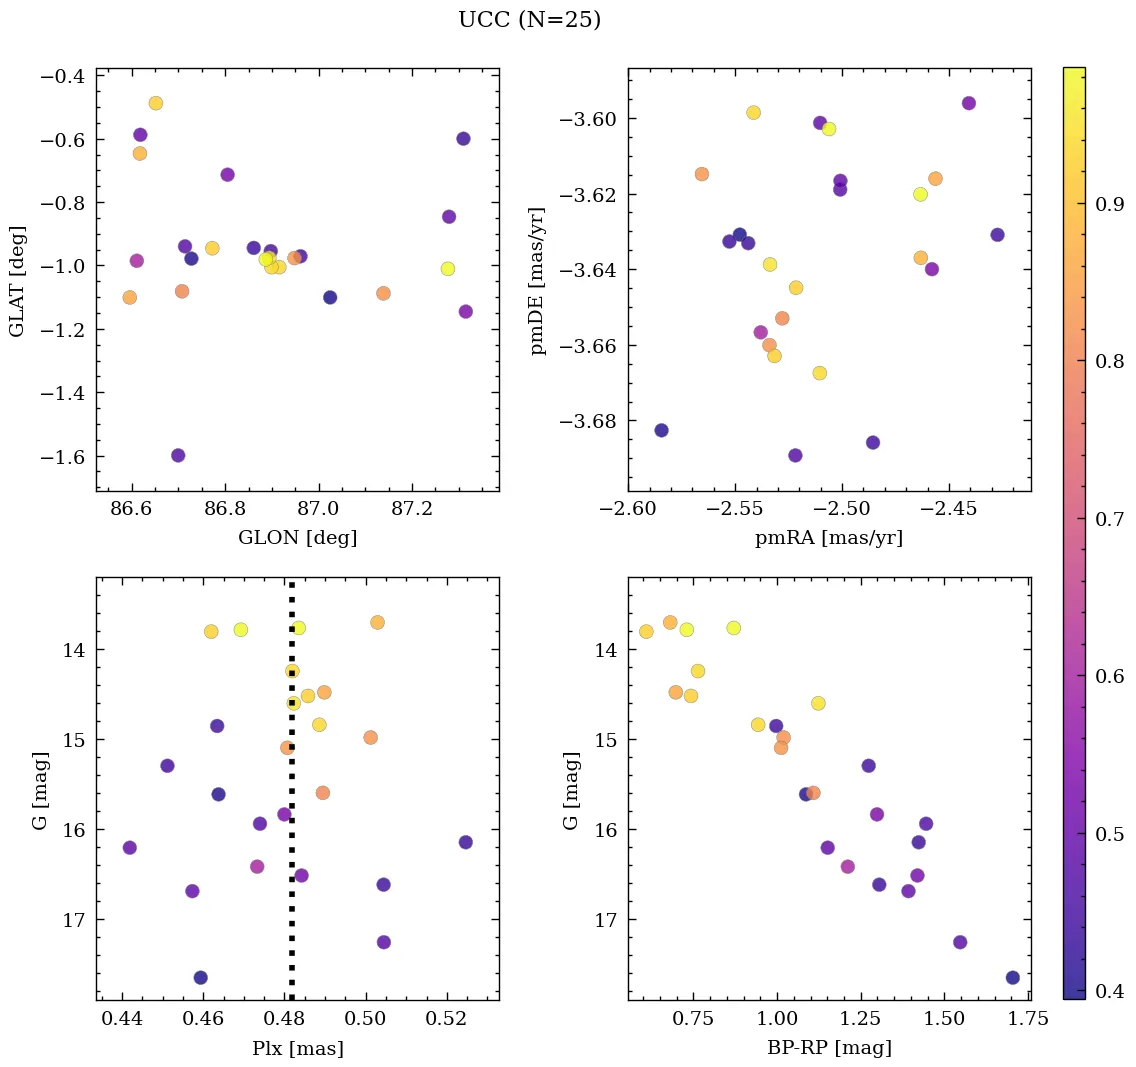 UCC (N=25)
−0.4
−0.6
−0.8
−1.0
−1.2
−1.4
−1.6
GLAT [deg]
86.6 86.8 87.0 87.2
GLON [deg]
−3.60
−3.62
−3.64
−3.66
−3.68
pmDE [mas/yr]
−2.60 −2.55 −2.50 −2.45
pmRA [mas/yr]
14
15
16
17
G [mag]
0.44 0.46 0.48 0.50 0.52
Plx [mas]
14
15
16
17
G [mag]
0.75 1.00 1.25 1.50 1.75
BP-RP [mag]
0.9
0.8
0.7
0.6
0.5
0.4